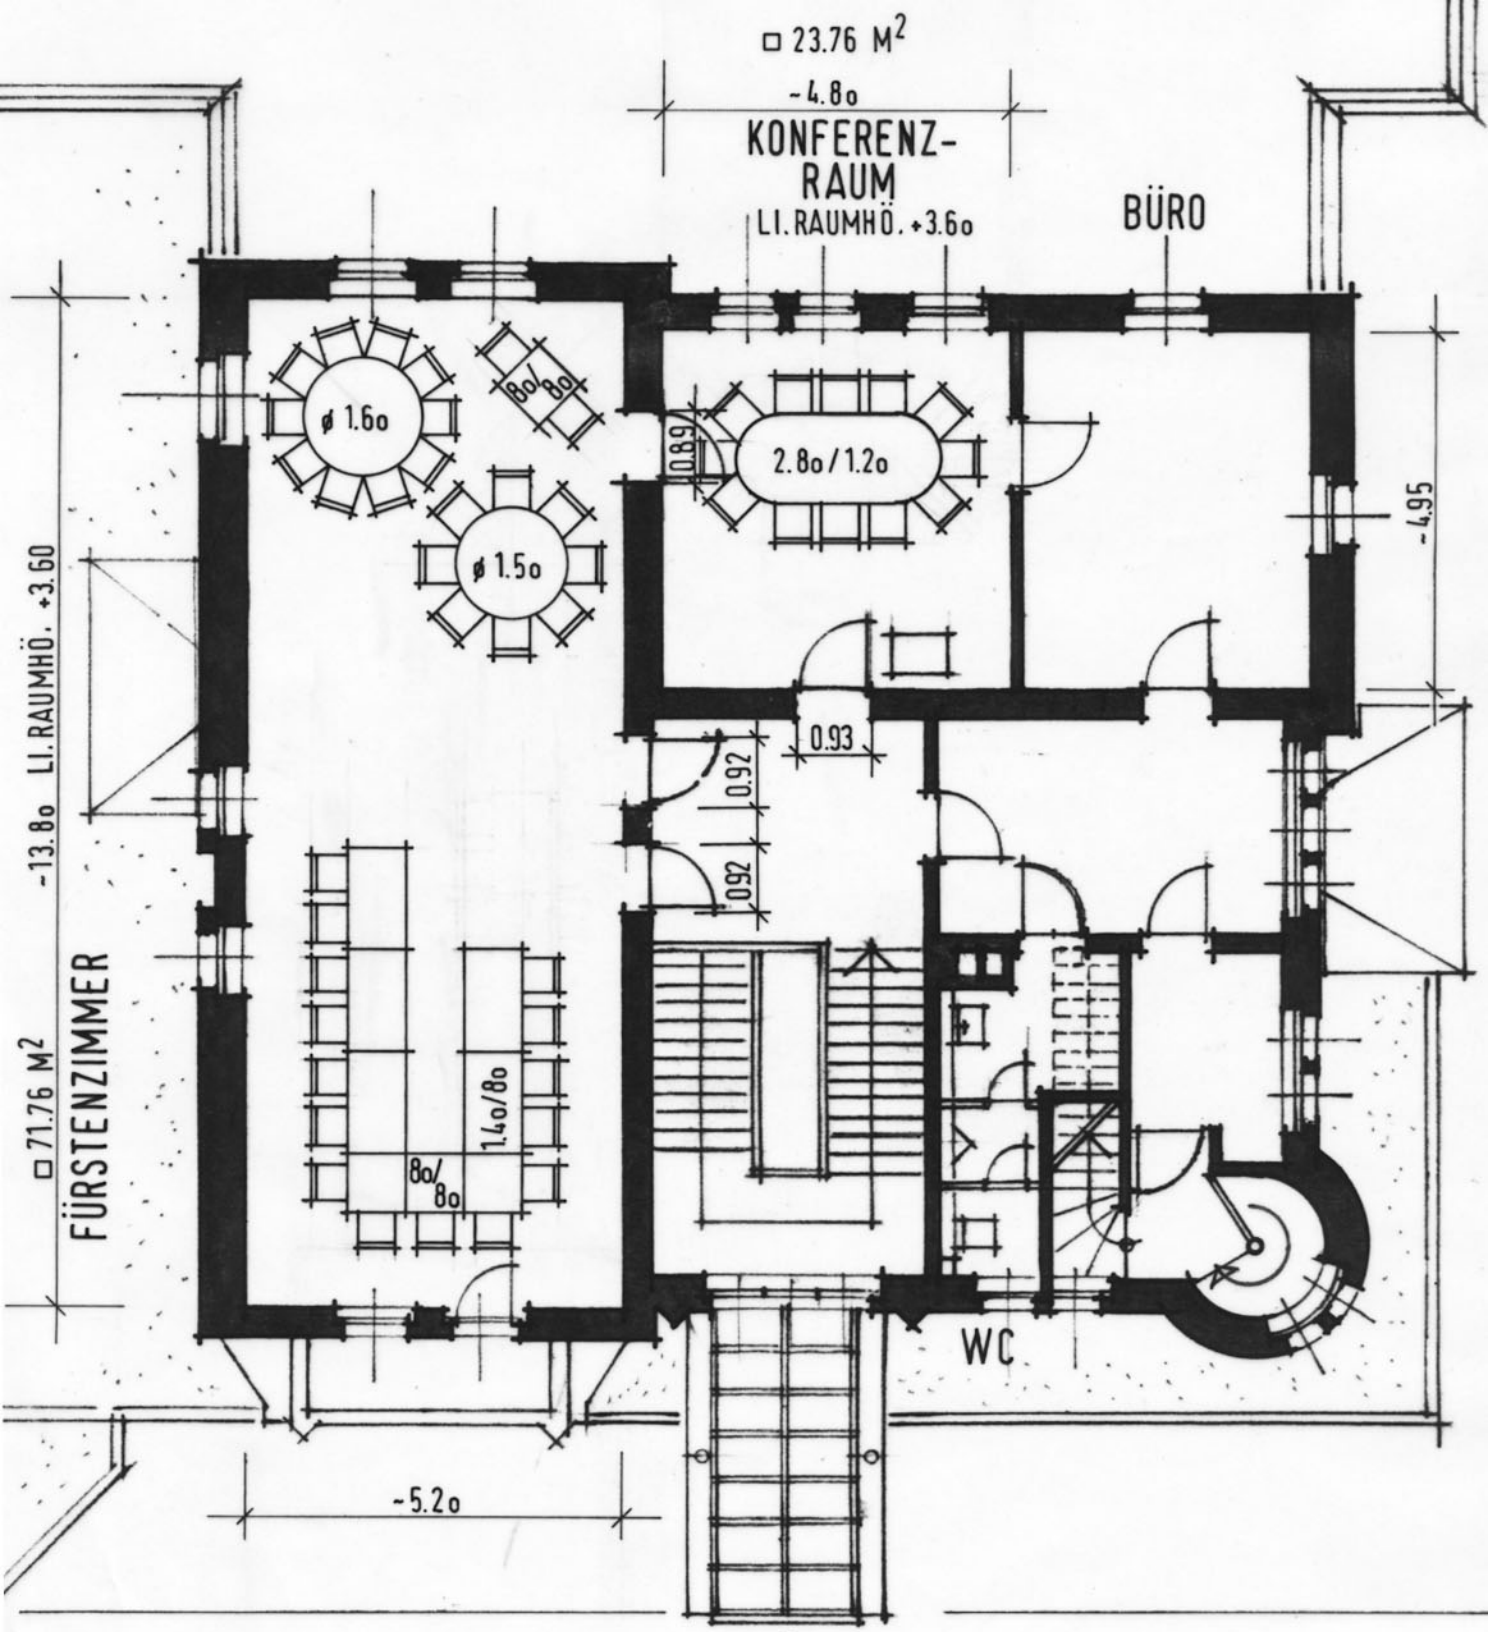 □ 23.76 M²
~4.8o
KONFERENZ-
RAUM
LI. RAUMHÖ. +3.6o
BÜRO
ø 1.6o
8o/8o
0.89
2.8o/1.2o
ø 1.5o
~4.95
~13.8o LI. RAUMHÖ. +3.60
□ 71.76 M²
FÜRSTENZIMMER
0.93
0.92
092
1.4o/8o
8o/
8o
WC
~5.2o